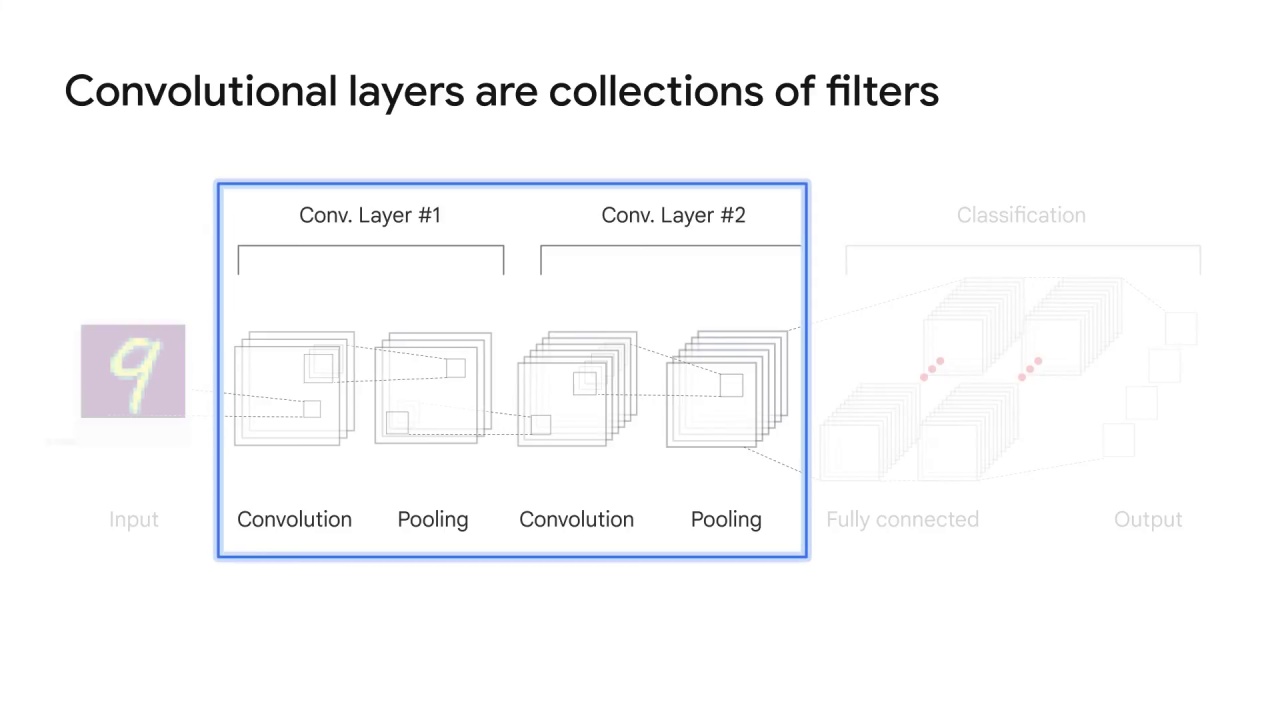 Convolutional layers are collections of filters
Conv. Layer #1
Conv. Layer #2
Classification
9
Input
Convolution
Pooling
Convolution
Pooling
Fully connected
Output